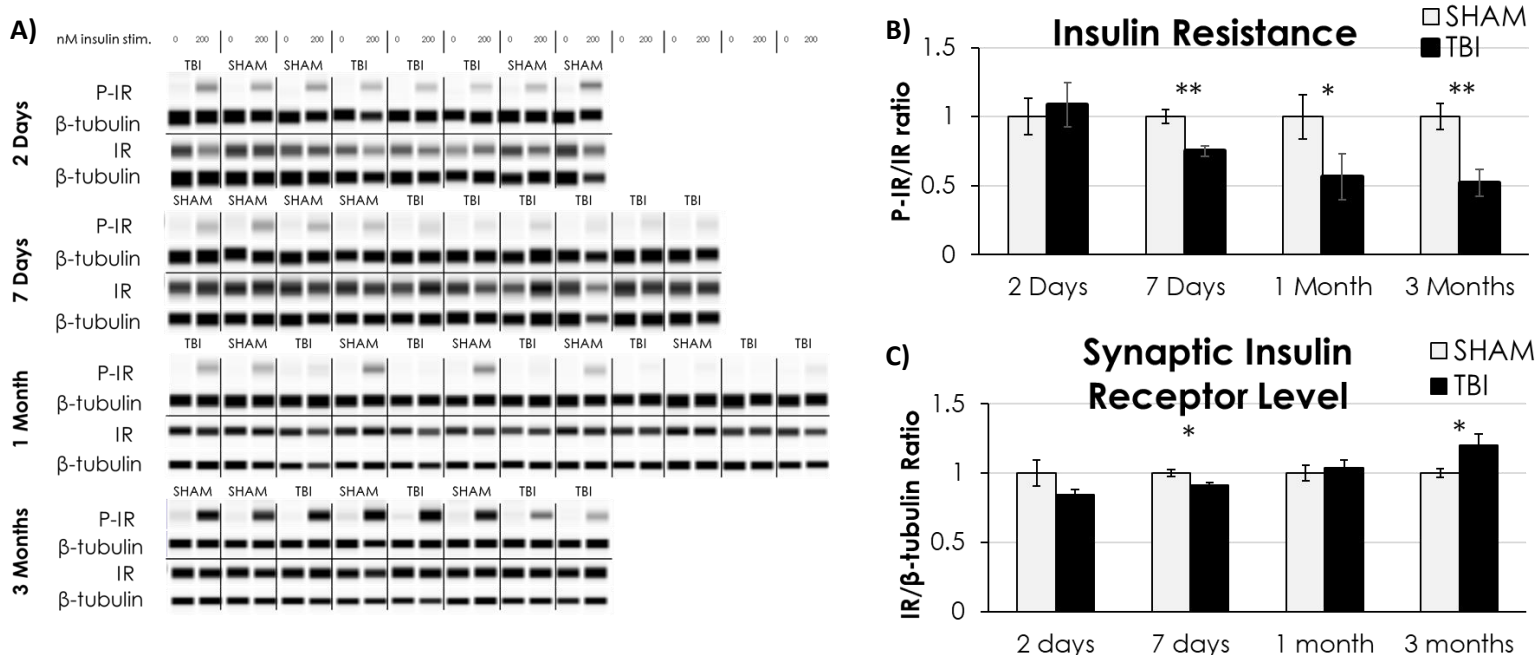 A)
nM insulin stim. 0 200 0 200 0 200 0 200 0 200 0 200 0 200 0 200 0 200 0 200 0 200 0 200
2 Days
TBI SHAM SHAM TBI TBI TBI SHAM SHAM
P-IR
β-tubulin
IR
β-tubulin
7 Days
SHAM SHAM SHAM SHAM TBI TBI TBI TBI TBI TBI
P-IR
β-tubulin
IR
β-tubulin
1 Month
TBI SHAM TBI SHAM TBI SHAM TBI SHAM TBI SHAM TBI TBI
P-IR
β-tubulin
IR
β-tubulin
3 Months
SHAM SHAM TBI SHAM TBI SHAM TBI TBI
P-IR
β-tubulin
IR
β-tubulin
B)
Insulin Resistance
SHAM
TBI
P-IR/IR ratio
1.5
1
0.5
0
** * **
2 Days 7 Days 1 Month 3 Months
C)
Synaptic Insulin
Receptor Level
SHAM
TBI
IR/β-tubulin Ratio
1.5
1
0.5
0
* *
2 days 7 days 1 month 3 months